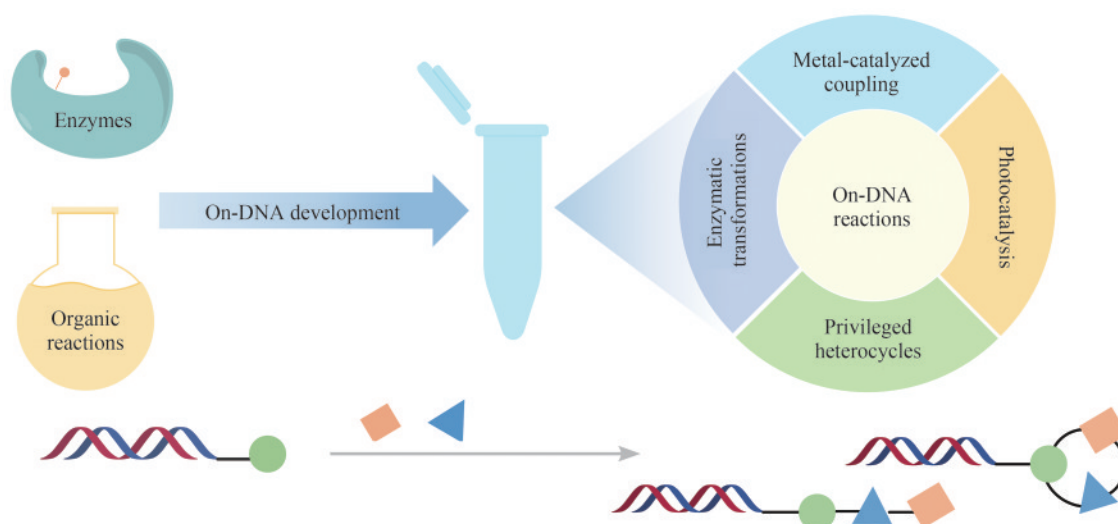 Enzymes
Organic
reactions
On-DNA development
Metal-catalyzed
coupling
Enzymatic
transformations
On-DNA
reactions
Photocatalysis
Privileged
heterocycles